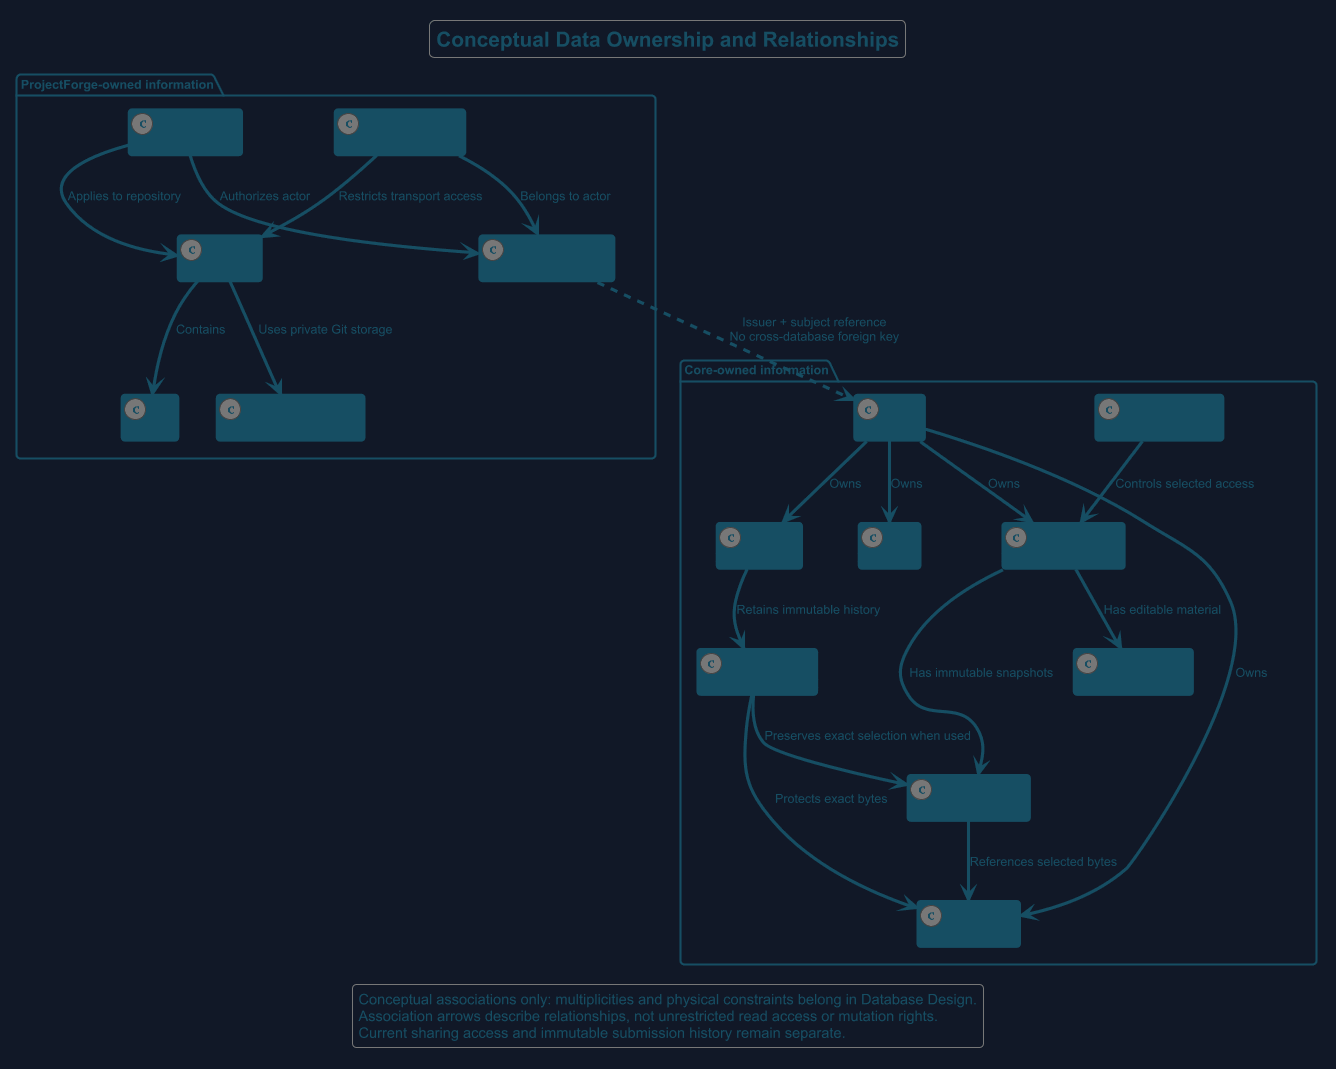 Conceptual Data Ownership and Relationships
ProjectForge-owned information
C
C
Applies to repository
Authorizes actor
Restricts transport access
Belongs to actor
C
C
Contains
Uses private Git storage
Issuer + subject reference
No cross-database foreign key
Core-owned information
C
C
C
C
Owns
Owns
Owns
Controls selected access
C
C
C
Retains immutable history
Has editable material
C
C
Has immutable snapshots
Owns
Preserves exact selection when used
C
Protects exact bytes
References selected bytes
C
Conceptual associations only: multiplicities and physical constraints belong in Database Design.
Association arrows describe relationships, not unrestricted read access or mutation rights.
Current sharing access and immutable submission history remain separate.